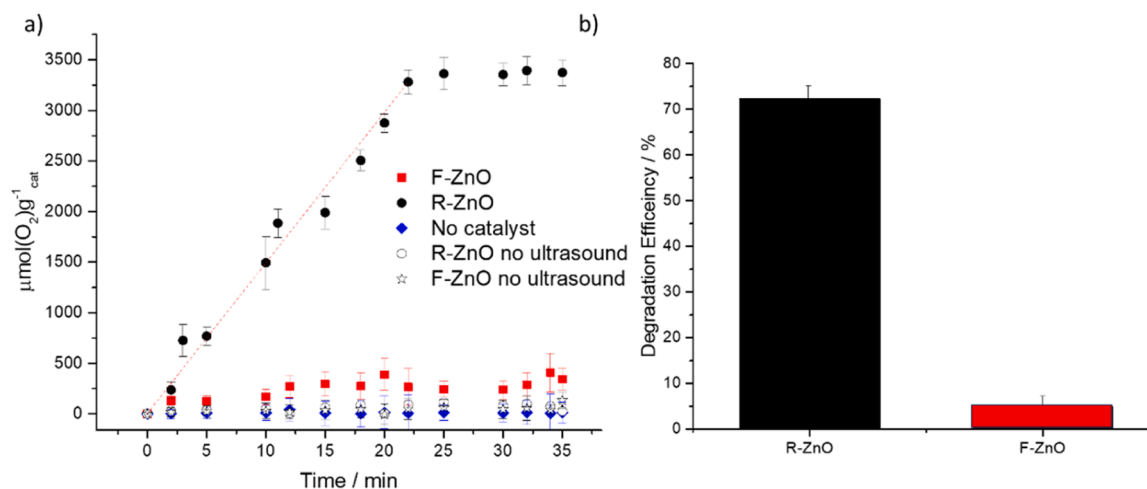 a)
μmol(O2)g-1cat
3500
3000
2500
2000
1500
1000
500
0
F-ZnO
R-ZnO
No catalyst
R-ZnO no ultrasound
F-ZnO no ultrasound
0 5 10 15 20 25 30 35
Time / min
b)
Degradation Efficeincy / %
80
70
60
50
40
30
20
10
0
R-ZnO F-ZnO